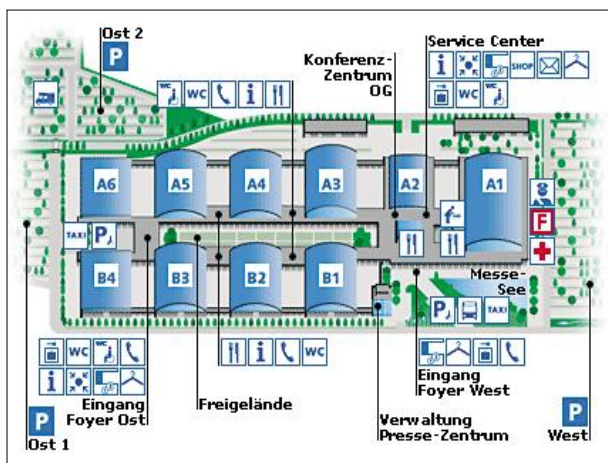 Ost 2
P
Konferenz-
Zentrum
OG
Service Center
i SHOP
WC
WC WC i
WC
A6 A5 A4 A3 A2 A1
F
TAXI P
B4 B3 B2 B1
Messe-
See
P TAXI
WC WC
i
i WC
Eingang
Foyer West
P
Ost 1
Eingang
Foyer Ost
Freigelände
Verwaltung
Presse-Zentrum
P
West